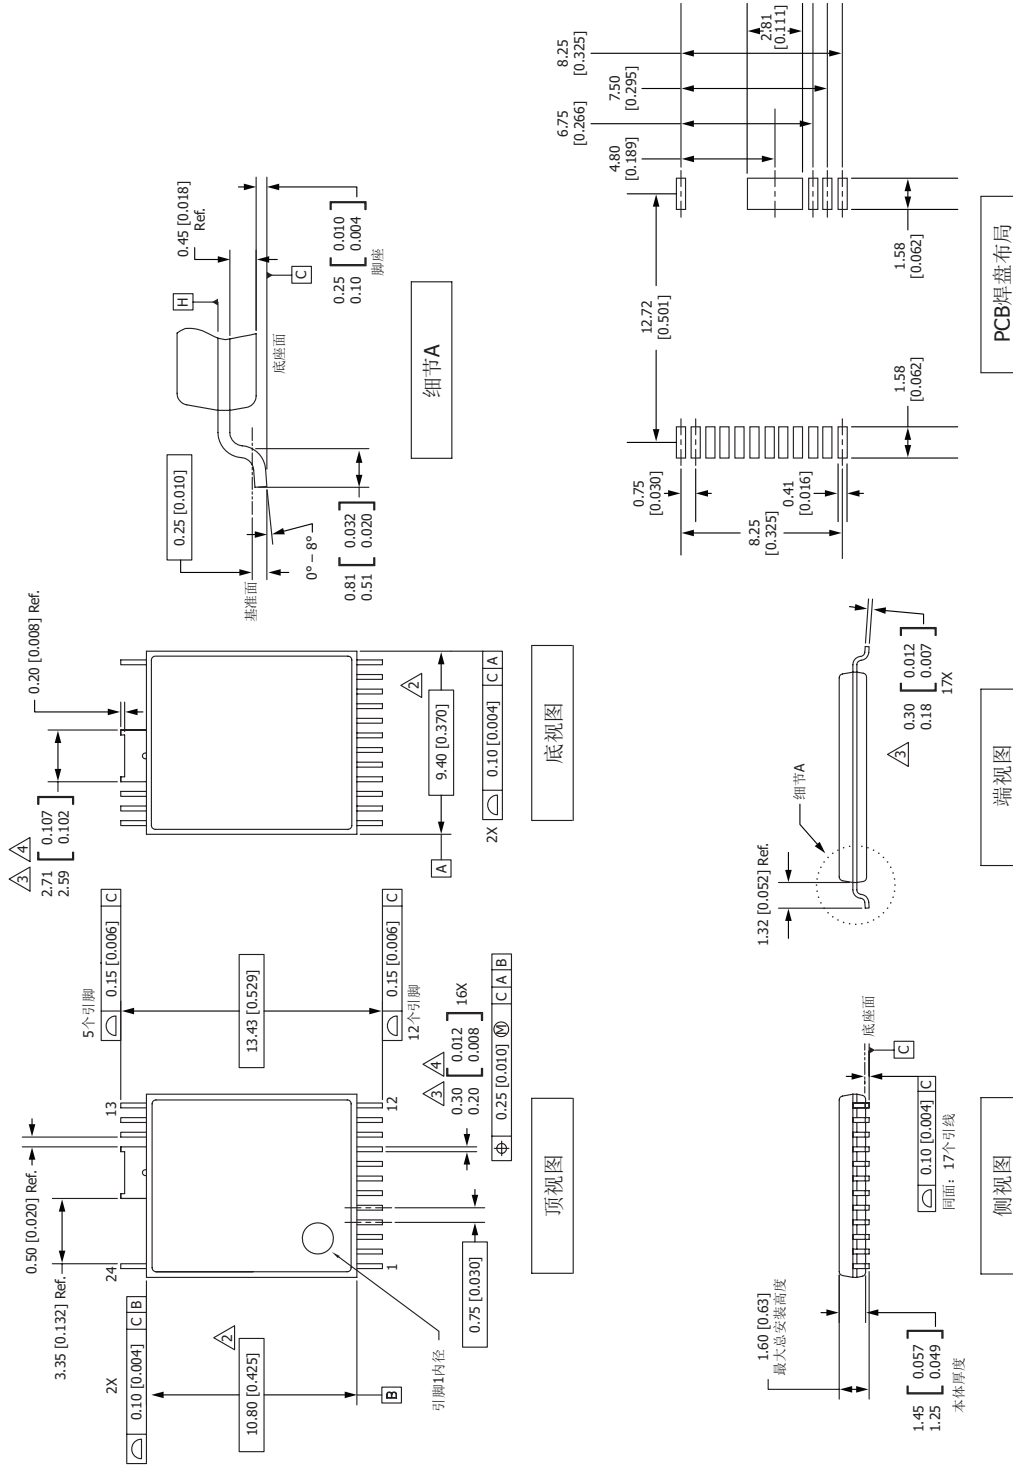 0.50 [0.020] Ref.
3.35 [0.132] Ref.
2X
0.10 [0.004] C B
24
13
2
10.80 [0.425]
B
引脚1内径
1
12
0.75 [0.030]
5个引脚
0.15 [0.006] C
13.43 [0.529]
0.15 [0.006] C
12个引脚
3 4
0.30
0.20
0.012
0.008
16X
0.25 [0.010] M C A B
顶视图
3 4
2.71
2.59
0.107
0.102
0.20 [0.008] Ref.
A
9.40 [0.370]
2
2X
0.10 [0.004] C A
底视图
0.25 [0.010]
基准面
0° – 8°
0.81
0.51
0.032
0.020
H
0.45 [0.018]
Ref.
底座面
C
0.25
0.10
0.010
0.004
脚座
细节A
1.60 [0.63]
最大总安装高度
1.45
1.25
0.057
0.049
本体厚度
底座面
C
0.10 [0.004] C
同面：17个引线
侧视图
1.32 [0.052] Ref.
细节A
3
0.30
0.18
0.012
0.007
17X
端视图
0.75
[0.030]
8.25
[0.325]
0.41
[0.016]
1.58
[0.062]
12.72
[0.501]
4.80
[0.189]
6.75
[0.266]
7.50
[0.295]
8.25
[0.325]
2.81
[0.111]
1.58
[0.062]
PCB焊盘布局